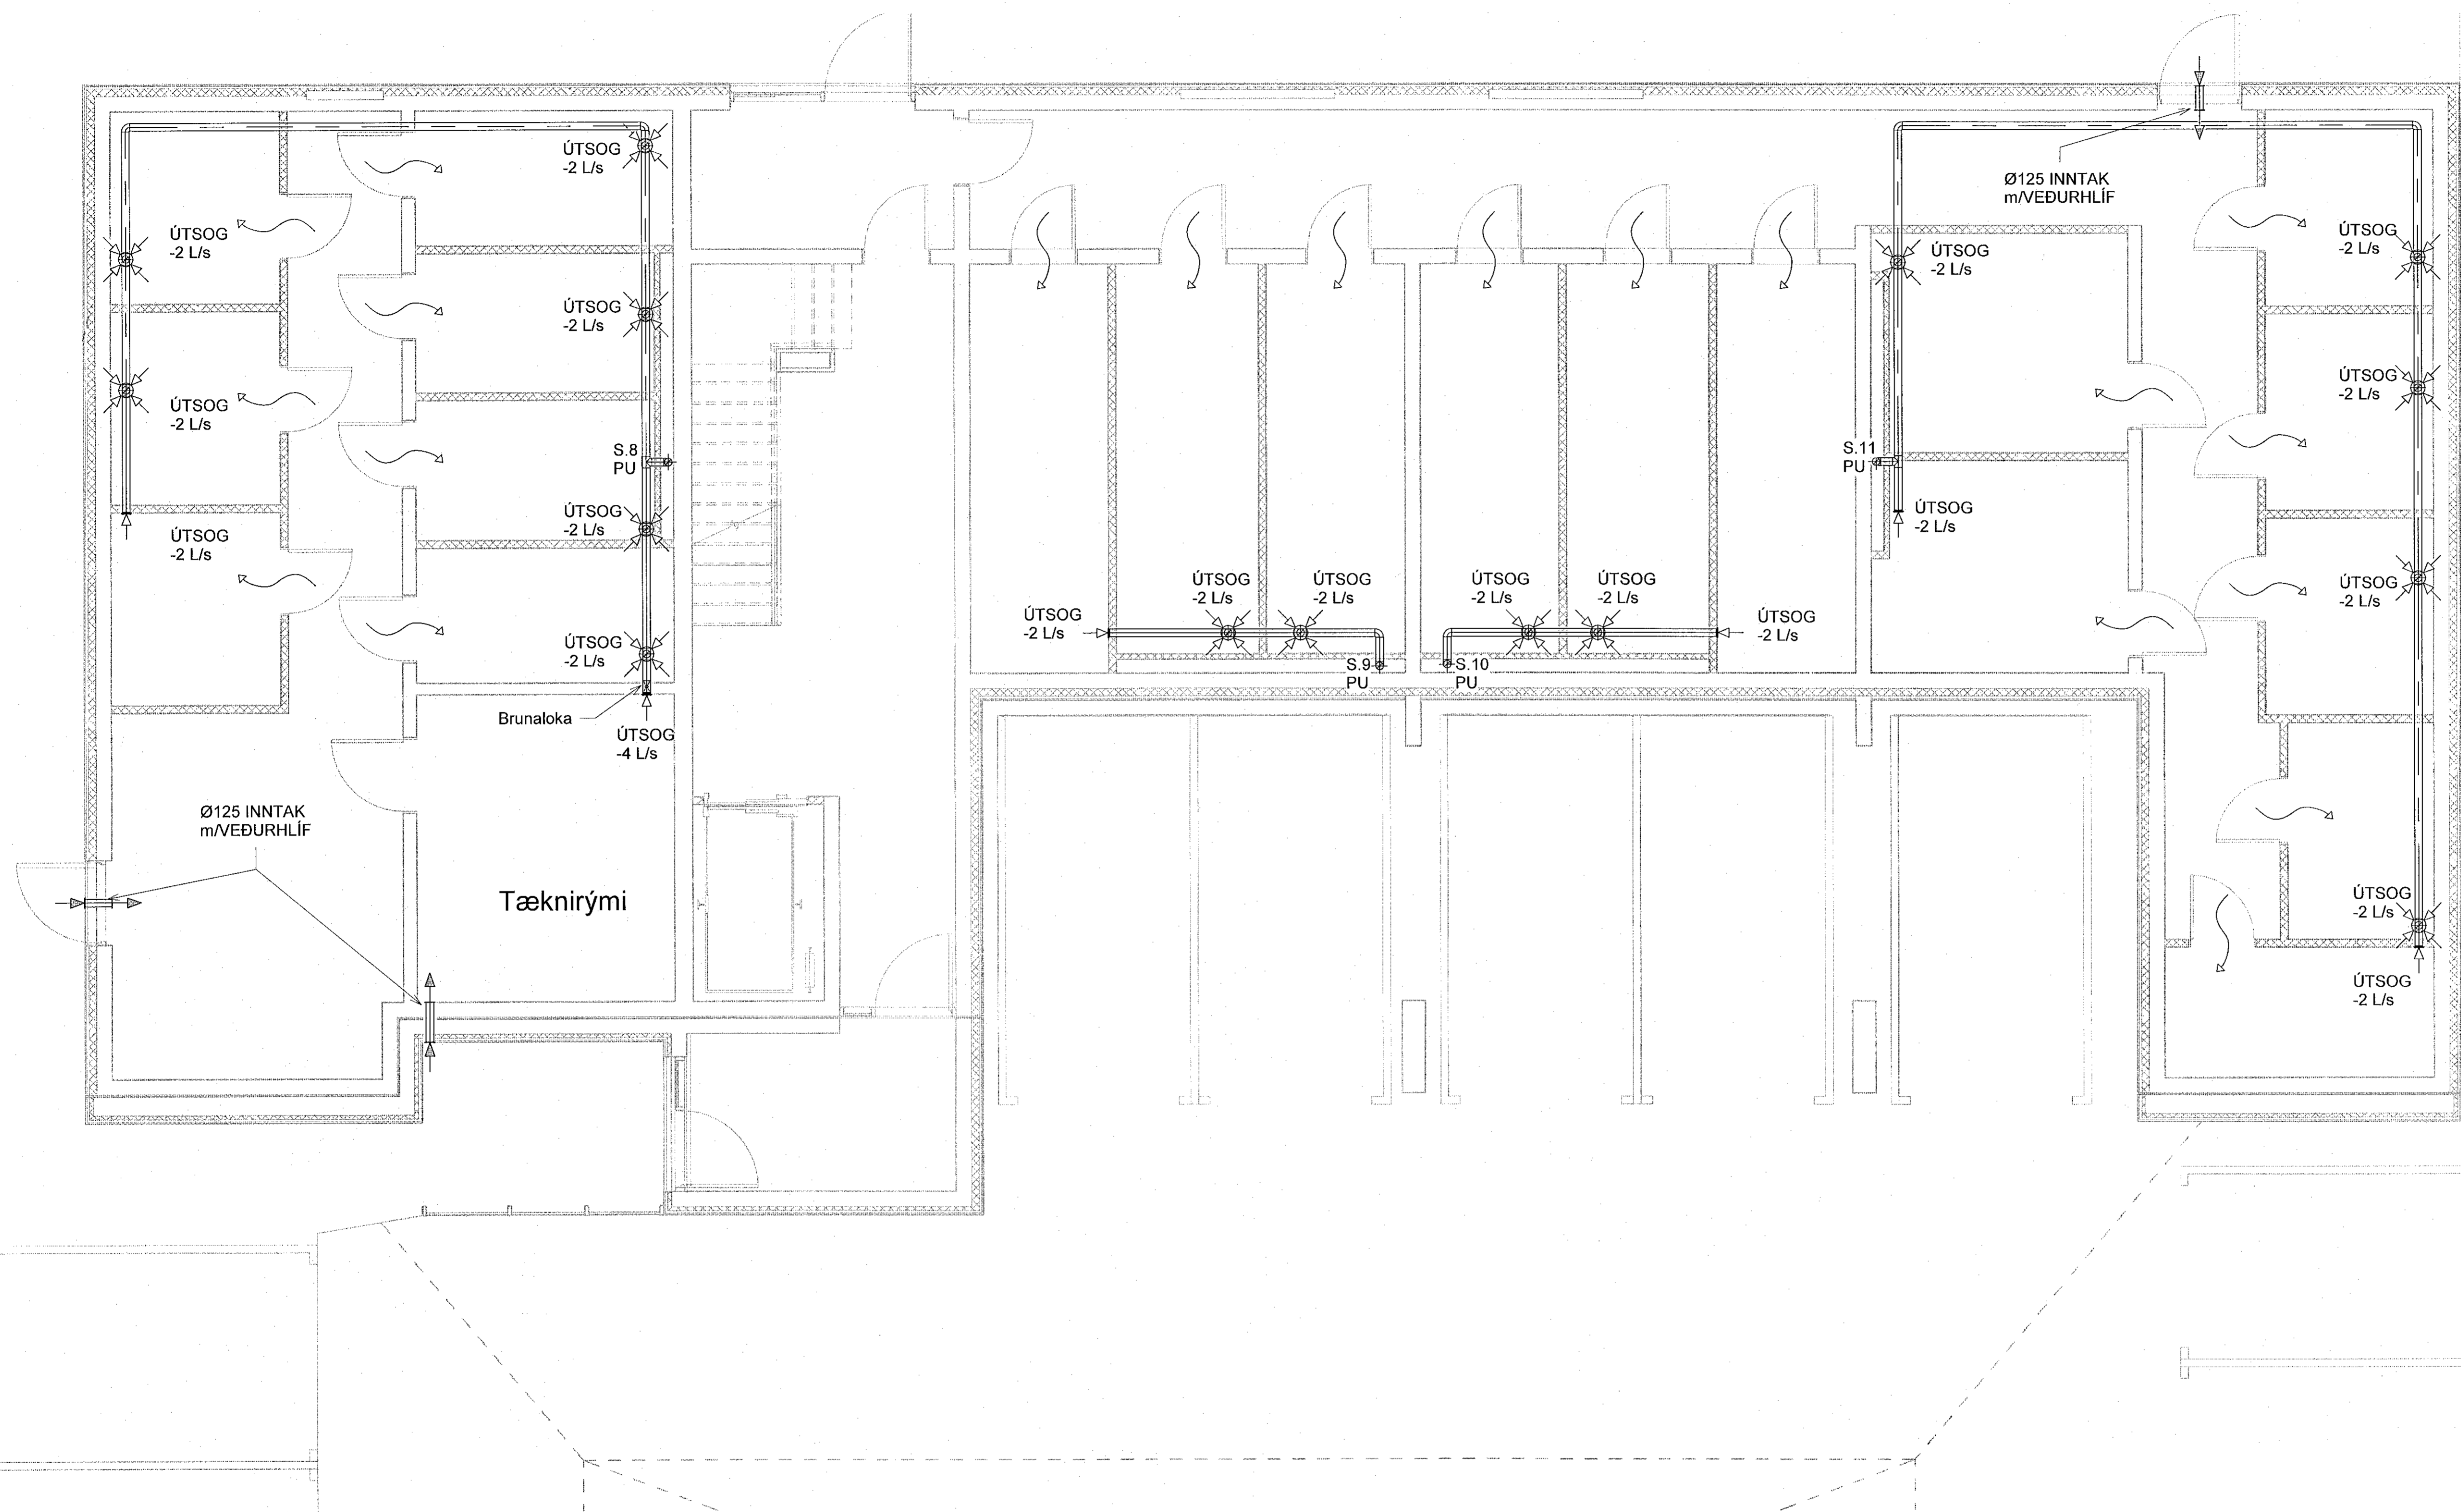 ÚTSOG
-2 L/s
ÚTSOG
-2 L/s
ÚTSOG
-2 L/s
ÚTSOG
-2 L/s
ÚTSOG
-2 L/s
S.8
PU
ÚTSOG
-2 L/s
ÚTSOG
-2 L/s
Brunaloka
ÚTSOG
-4 L/s
Ø125 INNTAK
m/VEÐURHLÍF
Tæknirými
ÚTSOG
-2 L/s
ÚTSOG
-2 L/s
ÚTSOG
-2 L/s
S.9
PU
ÚTSOG
-2 L/s
ÚTSOG
-2 L/s
ÚTSOG
-2 L/s
S.10
PU
Ø125 INNTAK
m/VEÐURHLÍF
ÚTSOG
-2 L/s
S.11
PU
ÚTSOG
-2 L/s
ÚTSOG
-2 L/s
ÚTSOG
-2 L/s
ÚTSOG
-2 L/s
ÚTSOG
-2 L/s
ÚTSOG
-2 L/s